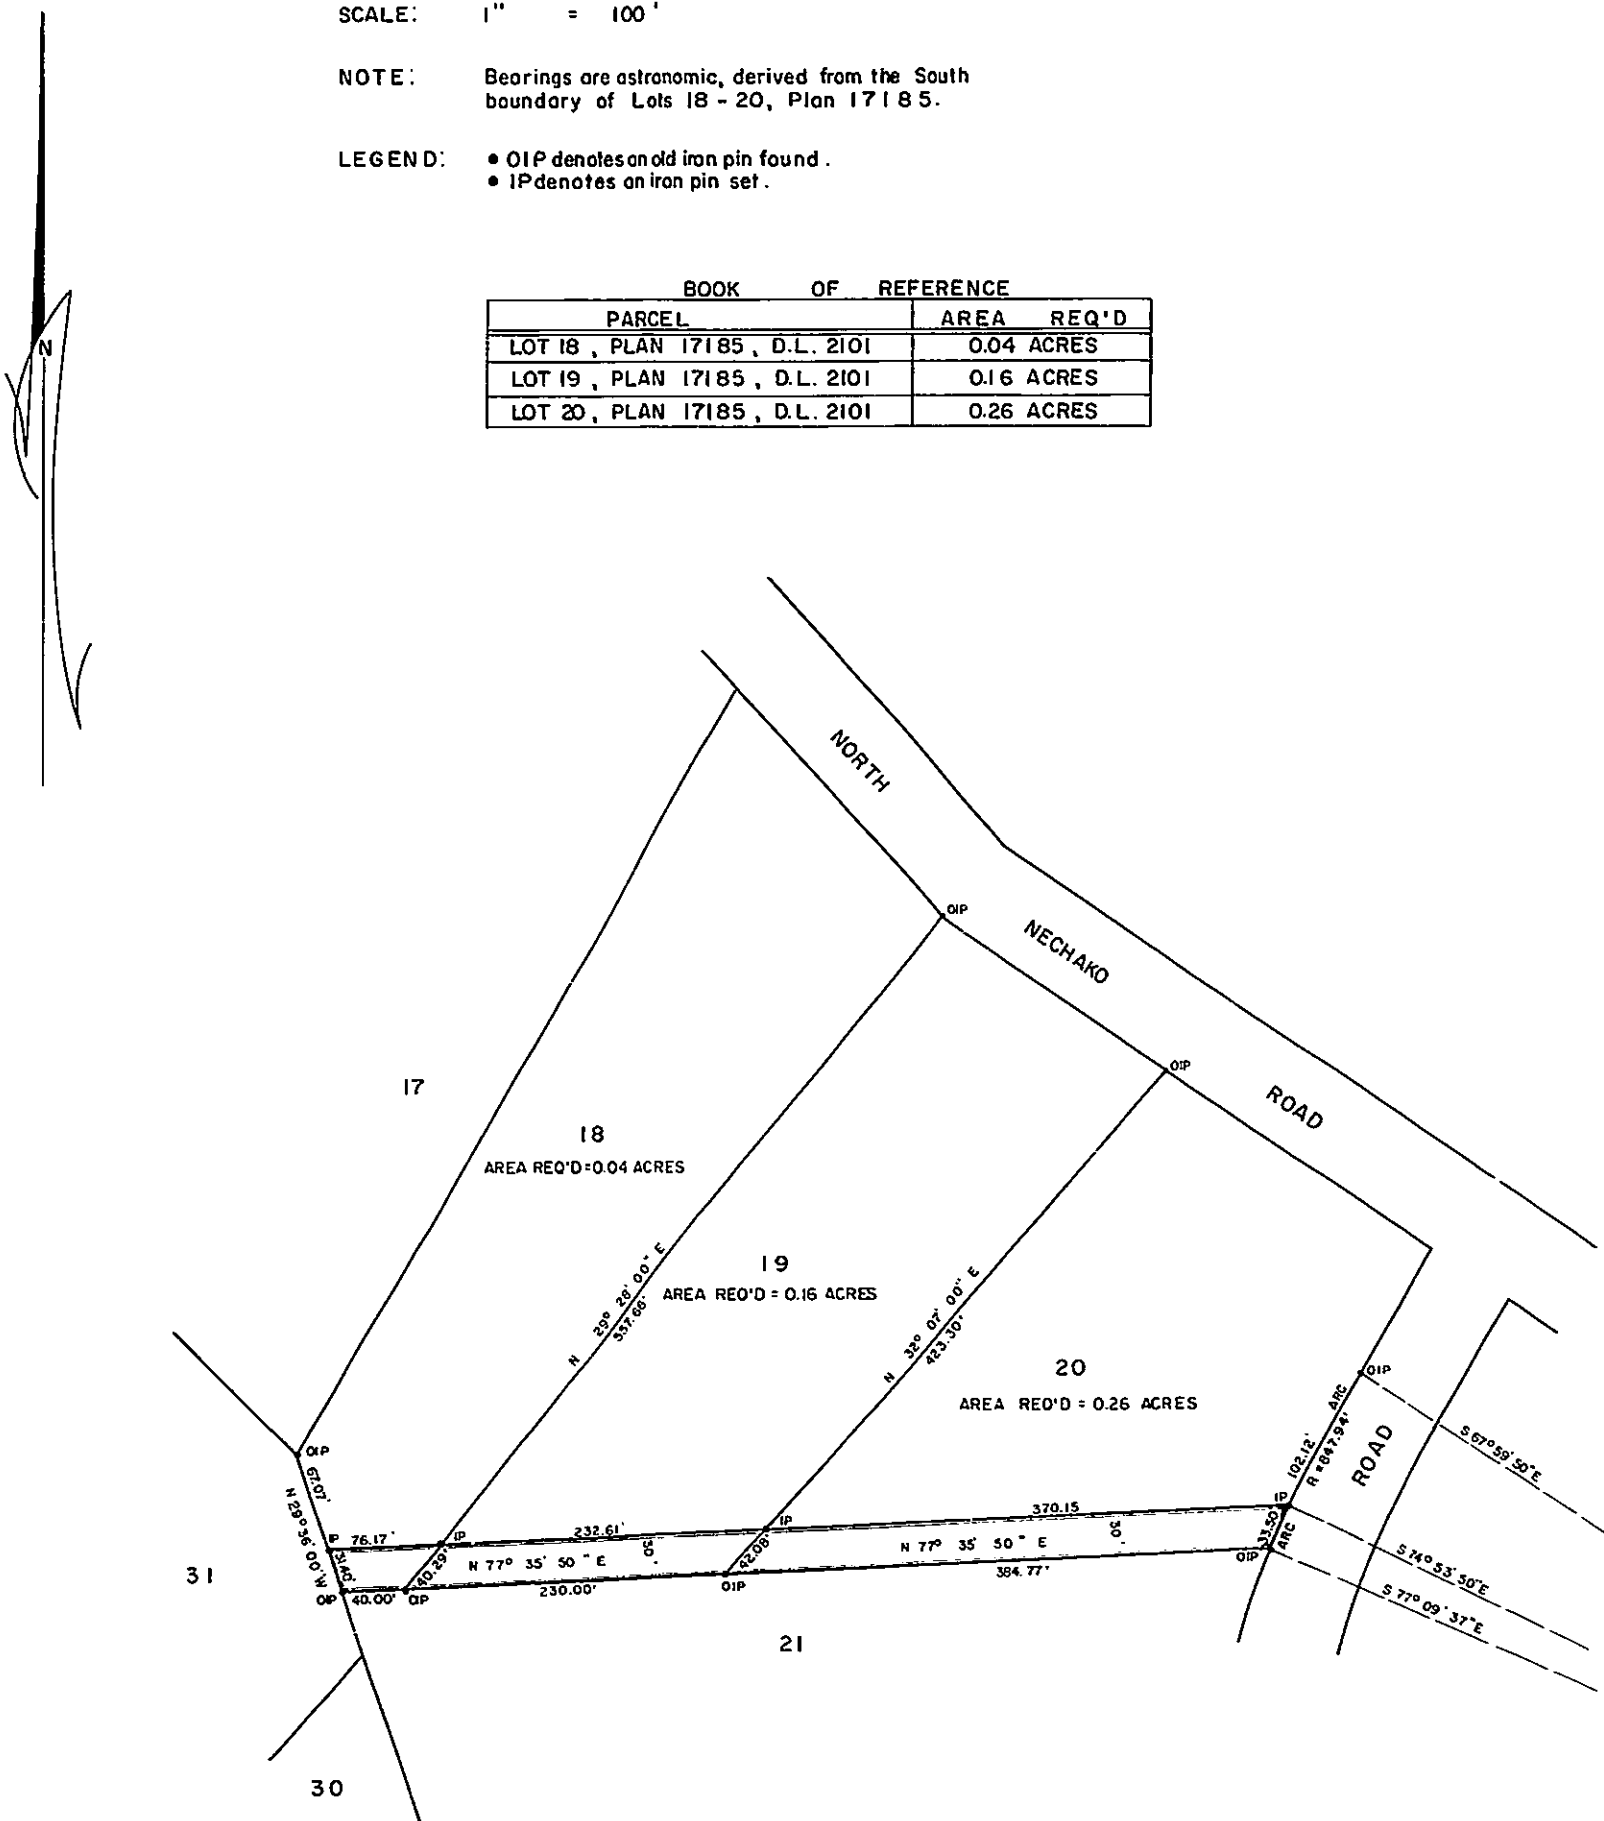 SCALE: 1" = 100'
NOTE: Bearings are astronomic, derived from the South
boundary of Lots 18 - 20, Plan 17185.
LEGEND: • OIP denotes an old iron pin found.
• IP denotes an iron pin set.
N
BOOK OF REFERENCE
PARCEL AREA REQ'D
LOT 18, PLAN 17185, D.L. 2101 0.04 ACRES
LOT 19, PLAN 17185, D.L. 2101 0.16 ACRES
LOT 20, PLAN 17185, D.L. 2101 0.26 ACRES
NORTH
OIP
NECHAKO
OIP
ROAD
17
18
AREA REQ'D=0.04 ACRES
19
AREA REQ'D = 0.16 ACRES
N 29° 28' 00" E
557.66'
N 32° 07' 00" E
423.30'
20
AREA REQ'D = 0.26 ACRES
OIP
ARC
102.12'
R = 847.94'
ROAD
S 67° 59' 50" E
OIP
67.07'
N 29° 36' 00" W
IP
76.17'
IP
232.61'
IP
370.15
IP
31.40'
40.29'
N 77° 35' 50" E
50'
42.08'
N 77° 35' 50" E
50'
33.50'
ARC
OIP
S 74° 53' 50" E
S 77° 09' 37" E
OIP
40.00'
OIP
230.00'
OIP
384.77'
31
21
30